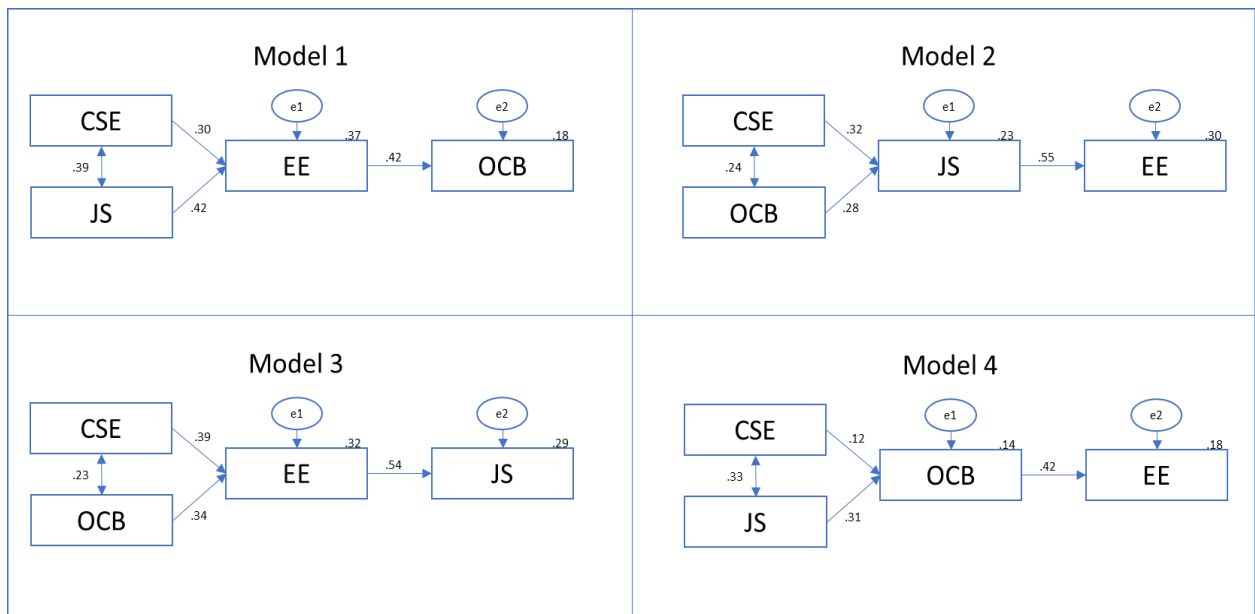 Model 1
CSE
JS
.39
.30
.42
e1
.37
EE
.42
e2
.18
OCB
Model 2
CSE
OCB
.24
.32
.28
e1
.23
JS
.55
e2
.30
EE
Model 3
CSE
OCB
.23
.39
.34
e1
.32
EE
.54
e2
.29
JS
Model 4
CSE
JS
.33
.12
.31
e1
.14
OCB
.42
e2
.18
EE